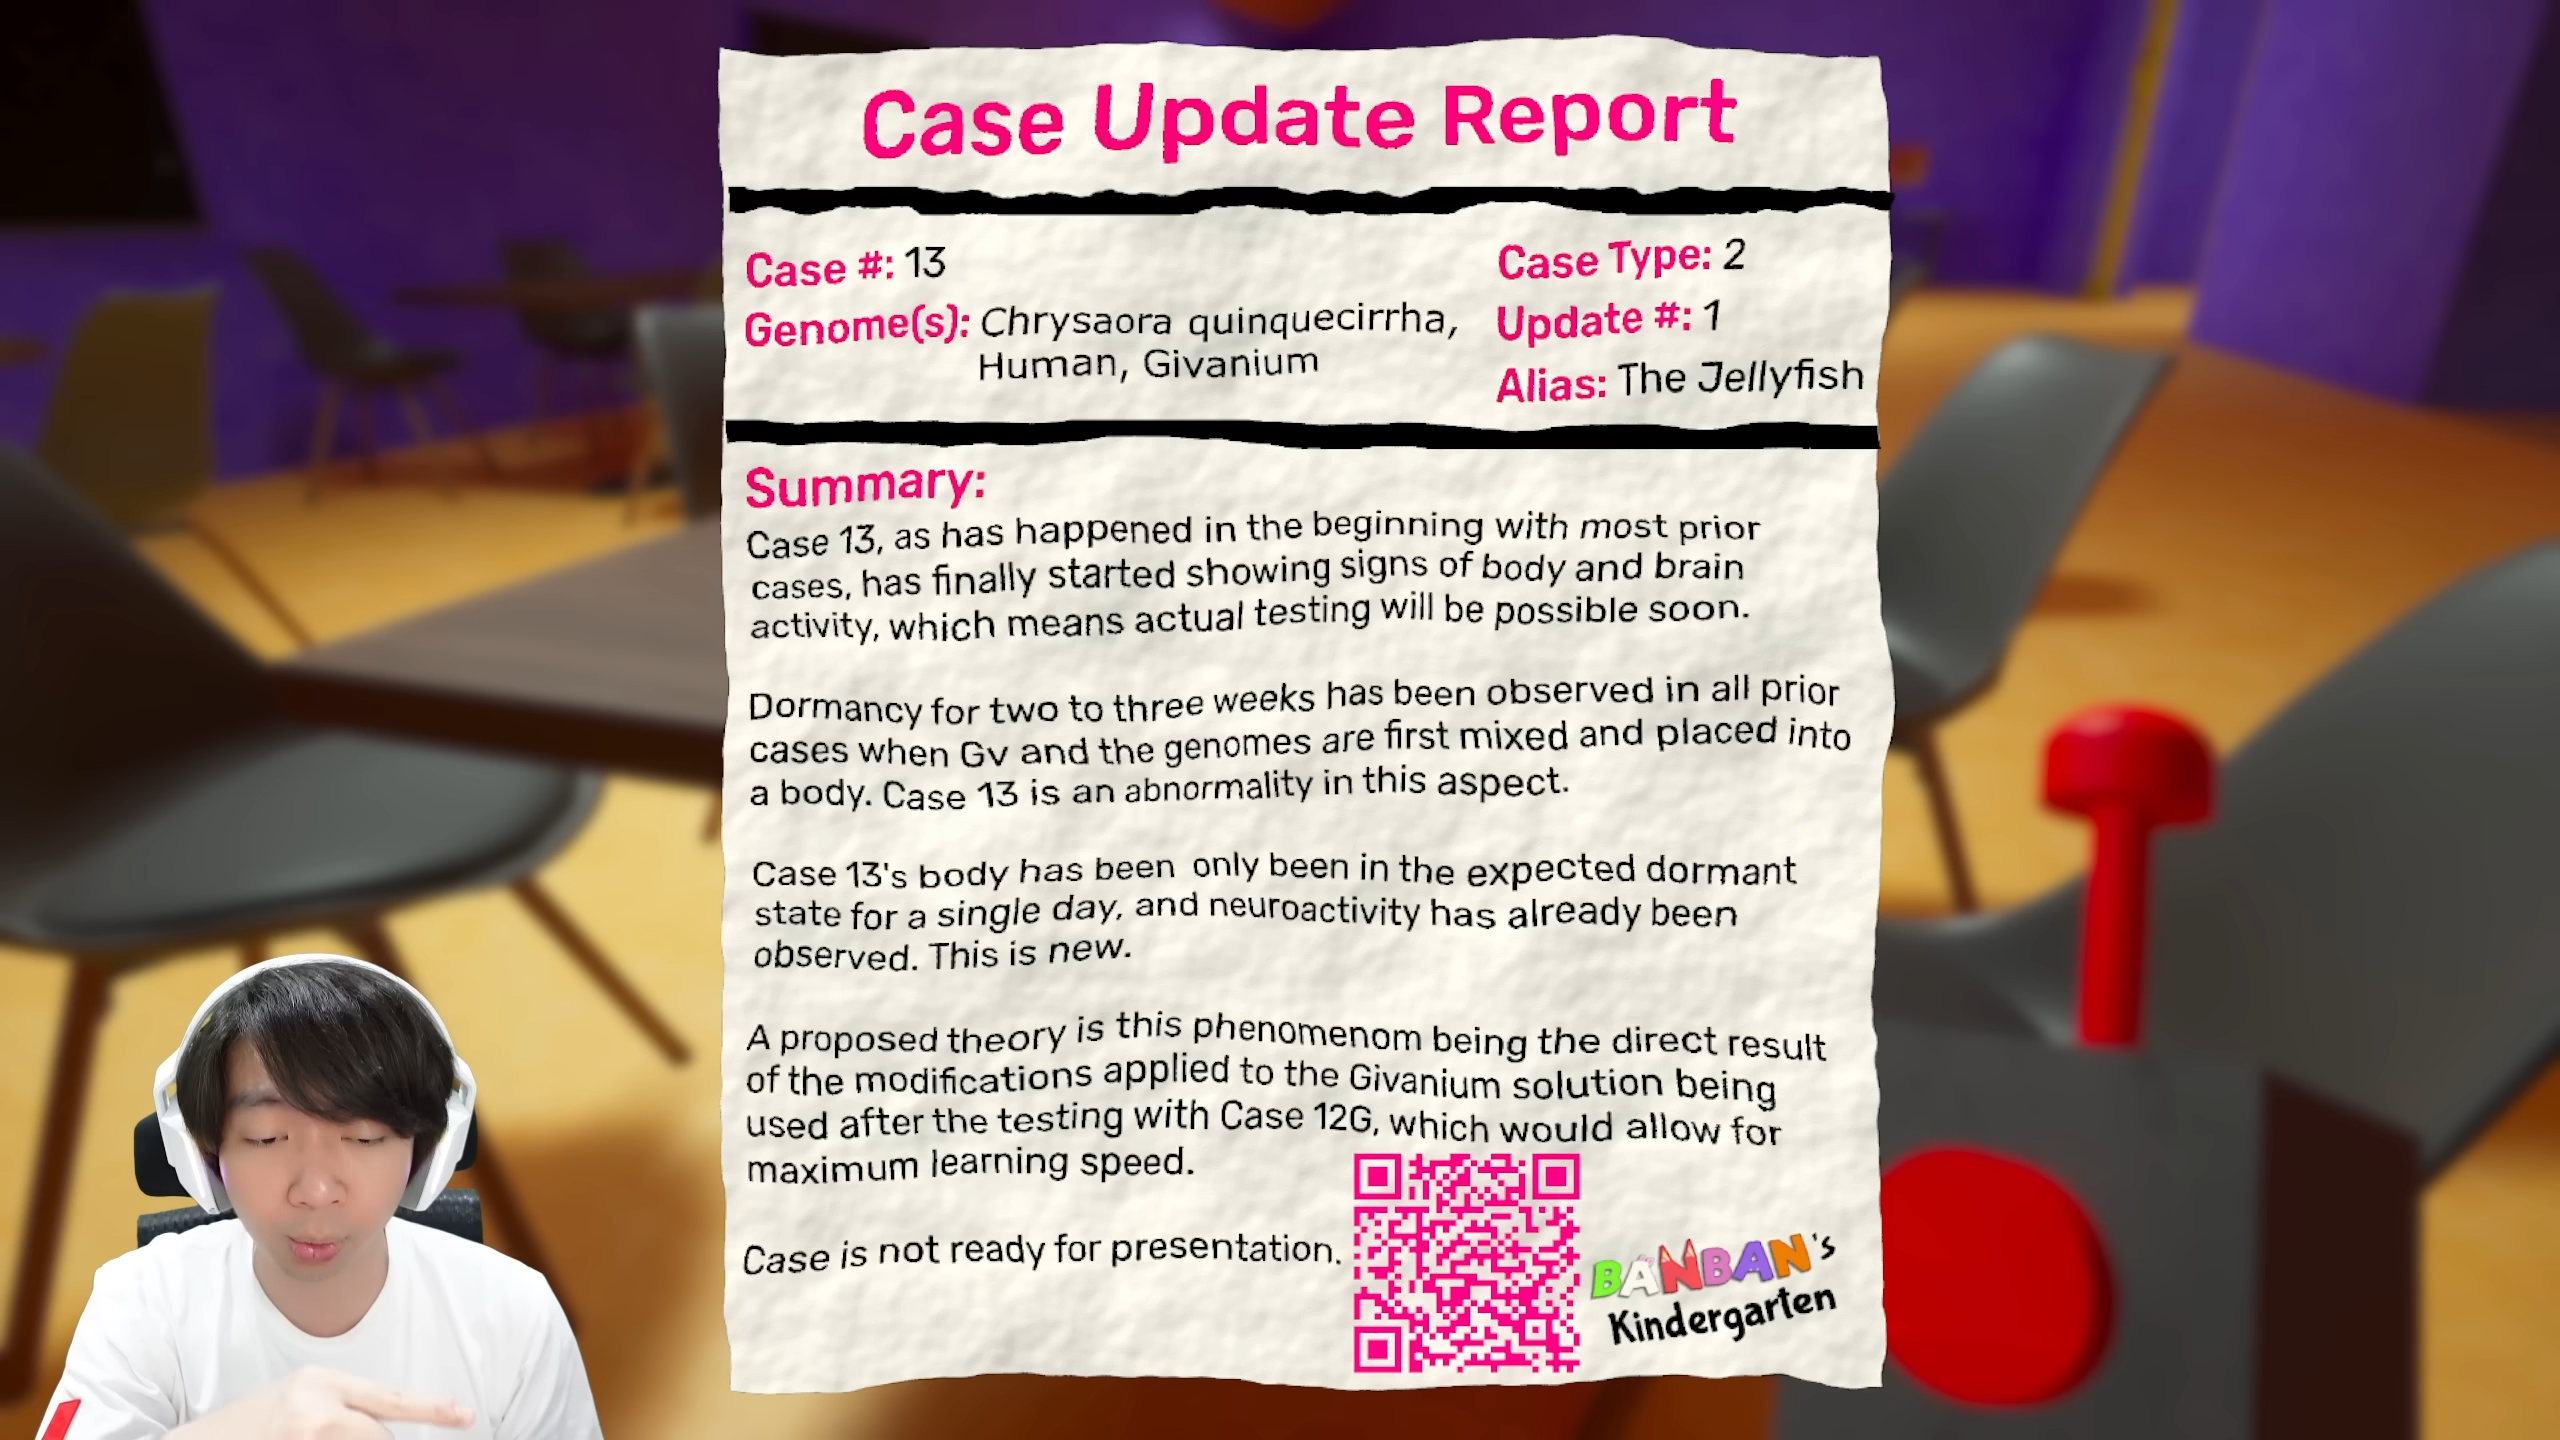 Case Update Report
Case #: 13
Genome(s): Chrysaora quinquecirrha,
Human, Givanium
Case Type: 2
Update #: 1
Alias: The Jellyfish
Summary:
Case 13, as has happened in the beginning with most prior
cases, has finally started showing signs of body and brain
activity, which means actual testing will be possible soon.
Dormancy for two to three weeks has been observed in all prior
cases when Gv and the genomes are first mixed and placed into
a body. Case 13 is an abnormality in this aspect.
Case 13's body has been only been in the expected dormant
state for a single day, and neuroactivity has already been
observed. This is new.
A proposed theory is this phenomenom being the direct result
of the modifications applied to the Givanium solution being
used after the testing with Case 12G, which would allow for
maximum learning speed.
Case is not ready for presentation.
BANBAN's
Kindergarten